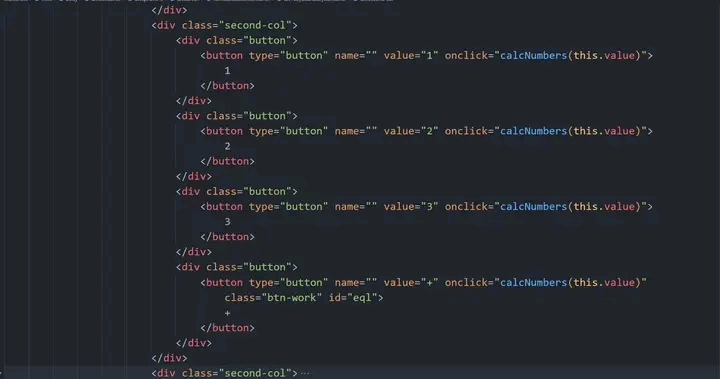 </div>
<div class="second-col">
<div class="button">
<button type="button" name="" value="1" onclick="calcNumbers(this.value)">
1
</button>
</div>
<div class="button">
<button type="button" name="" value="2" onclick="calcNumbers(this.value)">
2
</button>
</div>
<div class="button">
<button type="button" name="" value="3" onclick="calcNumbers(this.value)">
3
</button>
</div>
<div class="button">
<button type="button" name="" value="+" onclick="calcNumbers(this.value)"
class="btn-work" id="eql">
+
</button>
</div>
</div>
<div class="second-col"> ...